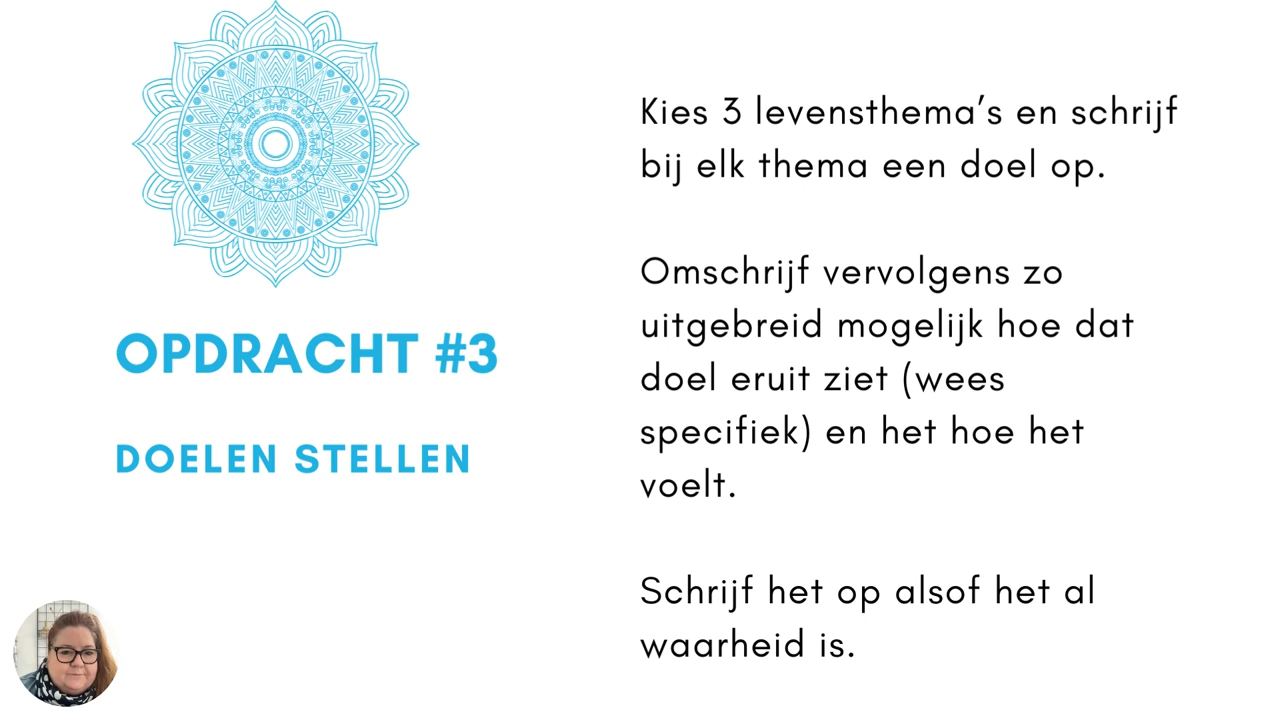 OPDRACHT #3
DOELEN STELLEN
Kies 3 levensthema’s en schrijf
bij elk thema een doel op.
Omschrijf vervolgens zo
uitgebreid mogelijk hoe dat
doel eruit ziet (wees
specifiek) en het hoe het
voelt.
Schrijf het op alsof het al
waarheid is.